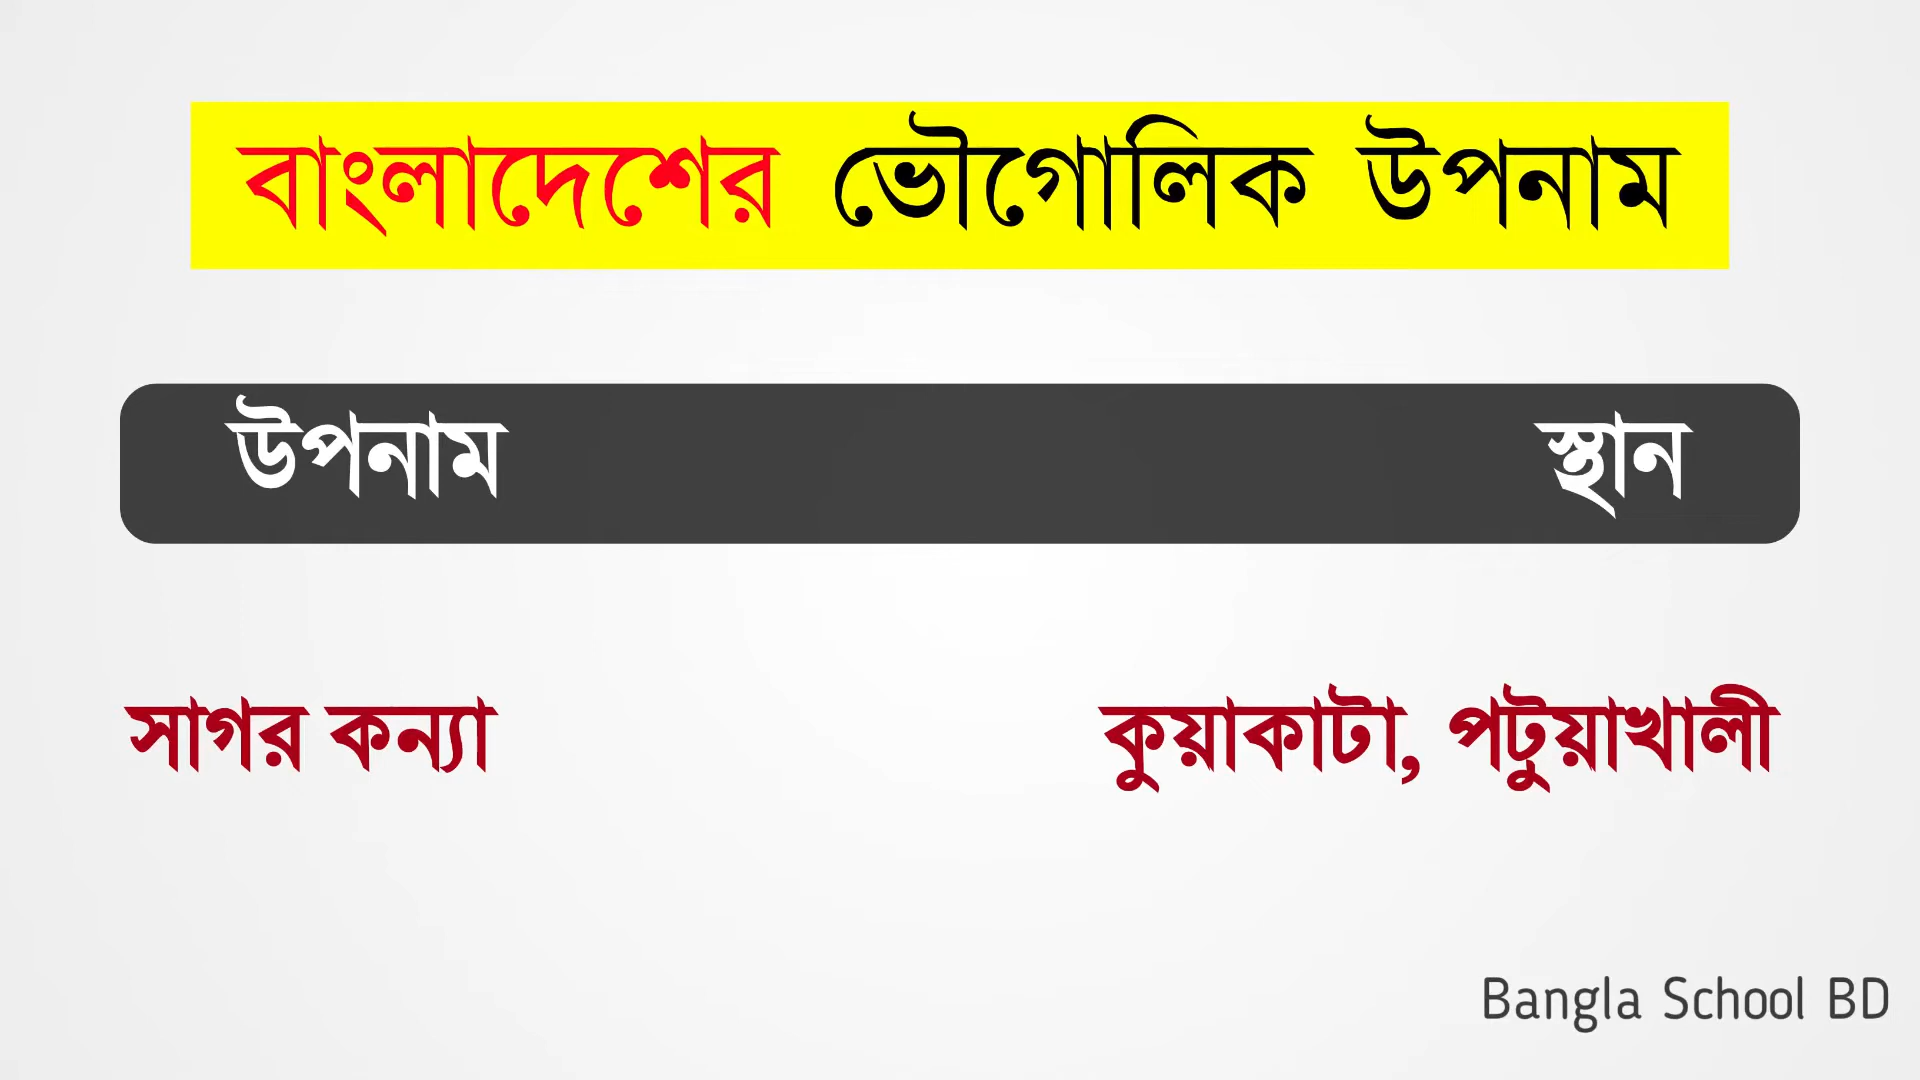 বাংলাদেশের ভৌগোলিক উপনাম
উপনাম স্থান
সাগর কন্যা কুয়াকাটা, পটুয়াখালী
Bangla School BD